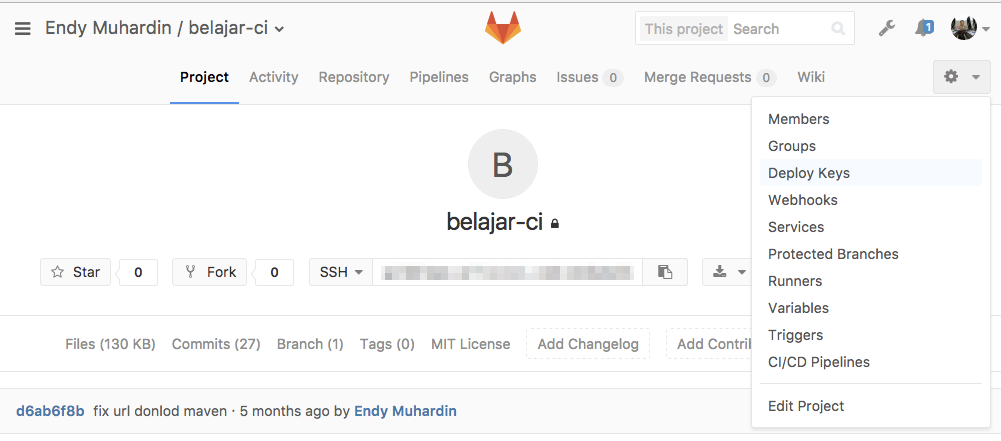 Endy Muhardin / belajar-ci
This project Search
1
Project Activity Repository Pipelines Graphs Issues 0 Merge Requests 0 Wiki
Members
Groups
Deploy Keys
Webhooks
Services
Protected Branches
Runners
Variables
Triggers
CI/CD Pipelines
Edit Project
B
belajar-ci
Star 0 Fork 0 SSH
Files (130 KB) Commits (27) Branch (1) Tags (0) MIT License Add Changelog Add Contrib
d6ab6f8b fix url donlod maven · 5 months ago by Endy Muhardin